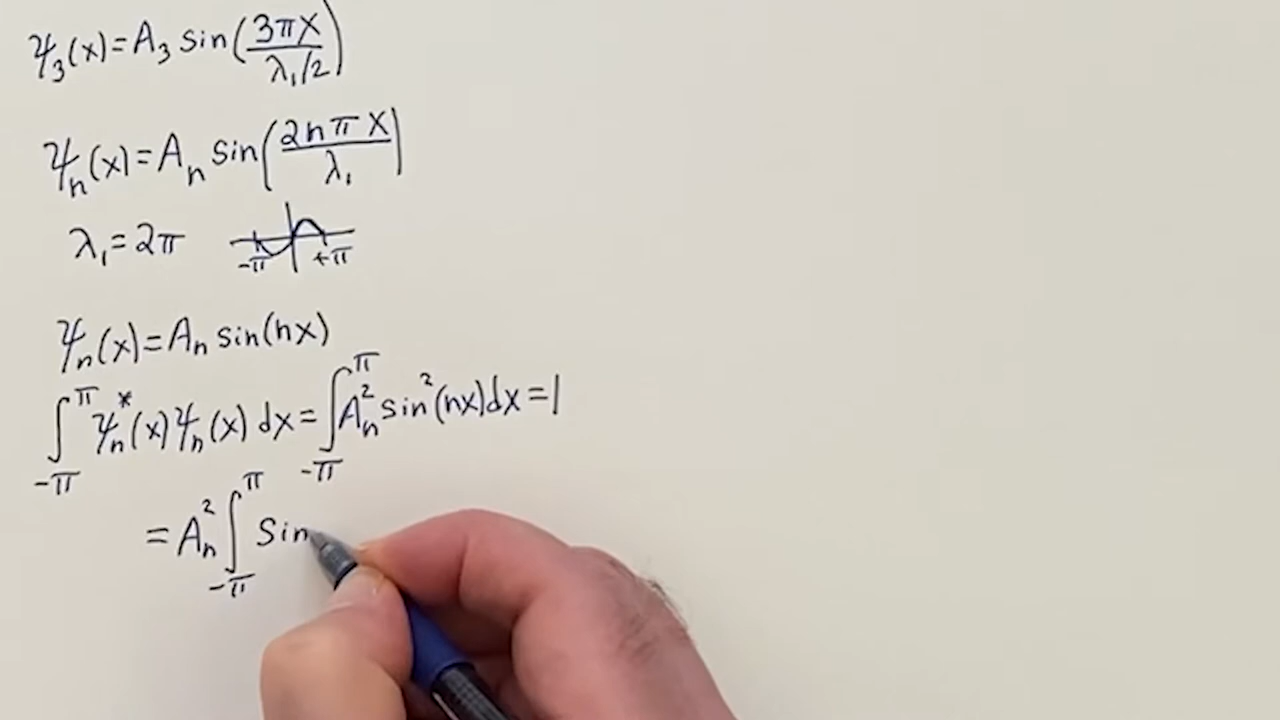 ψ₃(x)=A₃ sin(3πx/(λ₁/2))
ψₙ(x)=Aₙ sin(2nπx/λ₁)
λ₁=2π -π +π
ψₙ(x)=Aₙ sin(nx)
∫_{-π}^{π} ψₙ*(x)ψₙ(x) dx = ∫_{-π}^{π} Aₙ² sin²(nx)dx = 1
= Aₙ² ∫_{-π}^{π} Sin